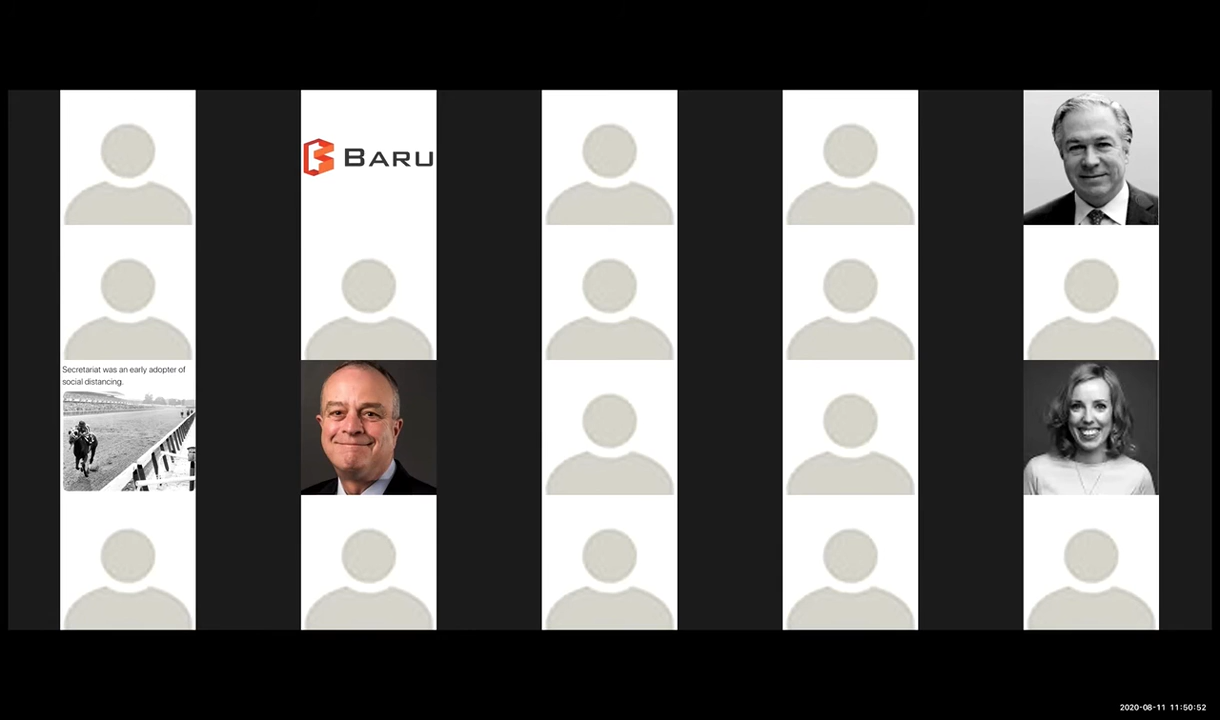 BARU
Secretariat was an early adopter of
social distancing.
2020-08-11 11:50:52